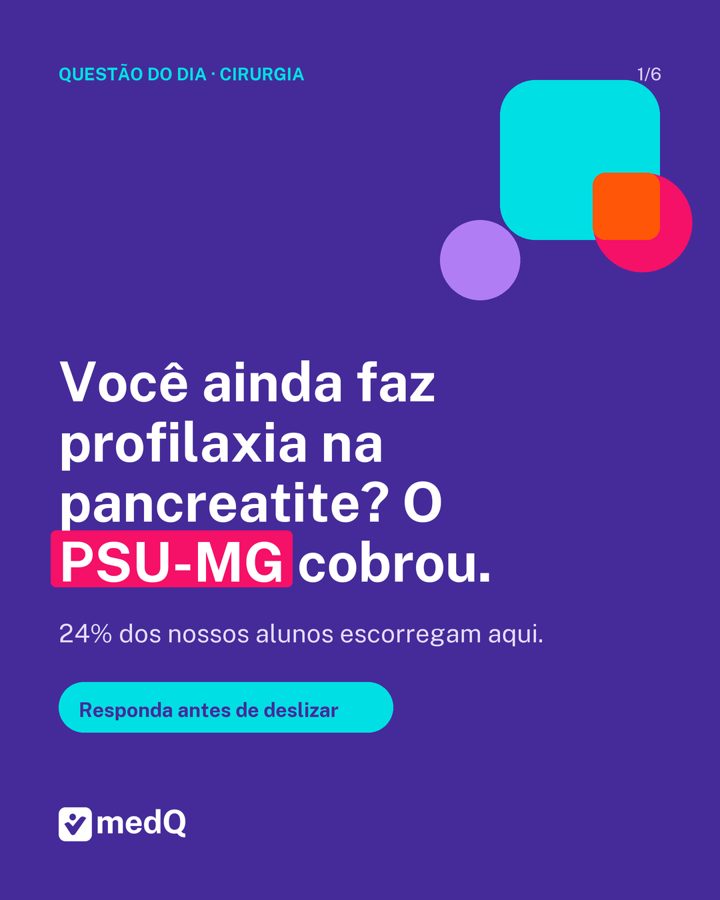 QUESTÃO DO DIA · CIRURGIA
1/6
Você ainda faz
profilaxia na
pancreatite? O
PSU-MG cobrou.
24% dos nossos alunos escorregam aqui.
Responda antes de deslizar
medQ